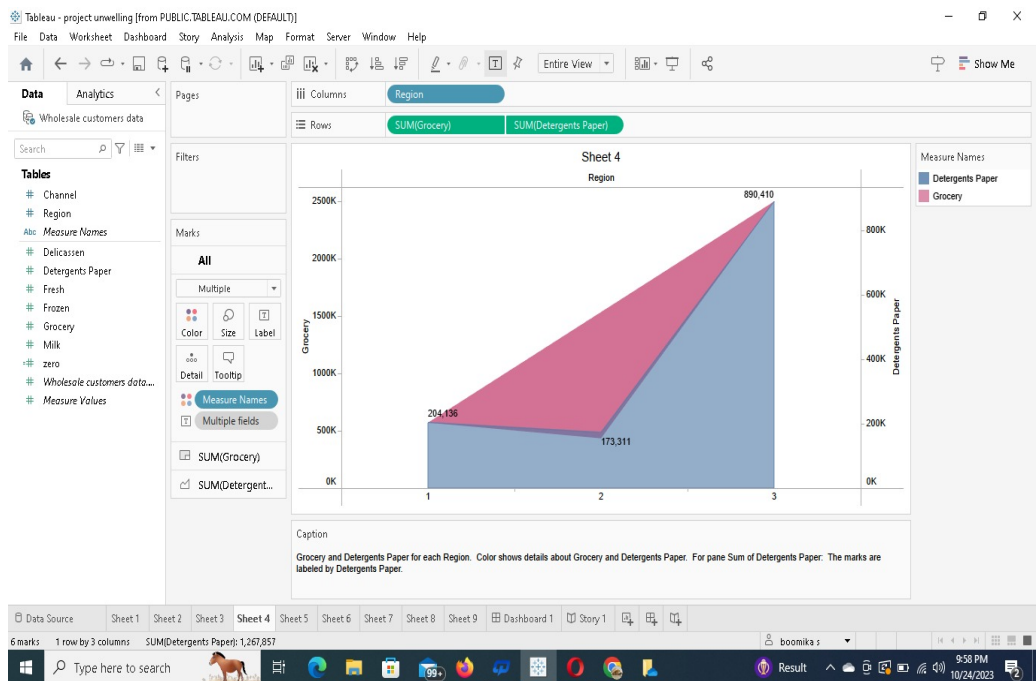 Tableau - project unwelling [from PUBLIC.TABLEAU.COM (DEFAULT)]
File Data Worksheet Dashboard Story Analysis Map Format Server Window Help
Entire View
Show Me
Data Analytics
Wholesale customers data
Search
Tables
# Channel
# Region
Abc Measure Names
# Delicassen
# Detergents Paper
# Fresh
# Frozen
# Grocery
# Milk
# zero
# Wholesale customers data....
# Measure Values
Pages
Filters
Marks
All
Multiple
Color Size Label
Detail Tooltip
Measure Names
Multiple fields
SUM(Grocery)
SUM(Detergent...
Columns Region
Rows SUM(Grocery) SUM(Detergents Paper)
Sheet 4
Region
2500K
2000K
1500K
1000K
500K
0K
Grocery
890,410
204,136
173,311
1 2 3
800K
600K
400K
200K
0K
Detergents Paper
Measure Names
Detergents Paper
Grocery
Caption
Grocery and Detergents Paper for each Region. Color shows details about Grocery and Detergents Paper. For pane Sum of Detergents Paper: The marks are
labeled by Detergents Paper.
Data Source Sheet 1 Sheet 2 Sheet 3 Sheet 4 Sheet 5 Sheet 6 Sheet 7 Sheet 8 Sheet 9 Dashboard 1 Story 1
6 marks 1 row by 3 columns SUM(Detergents Paper): 1,267,857
boomika s
Type here to search
99+
Result
9:58 PM
10/24/2023
2